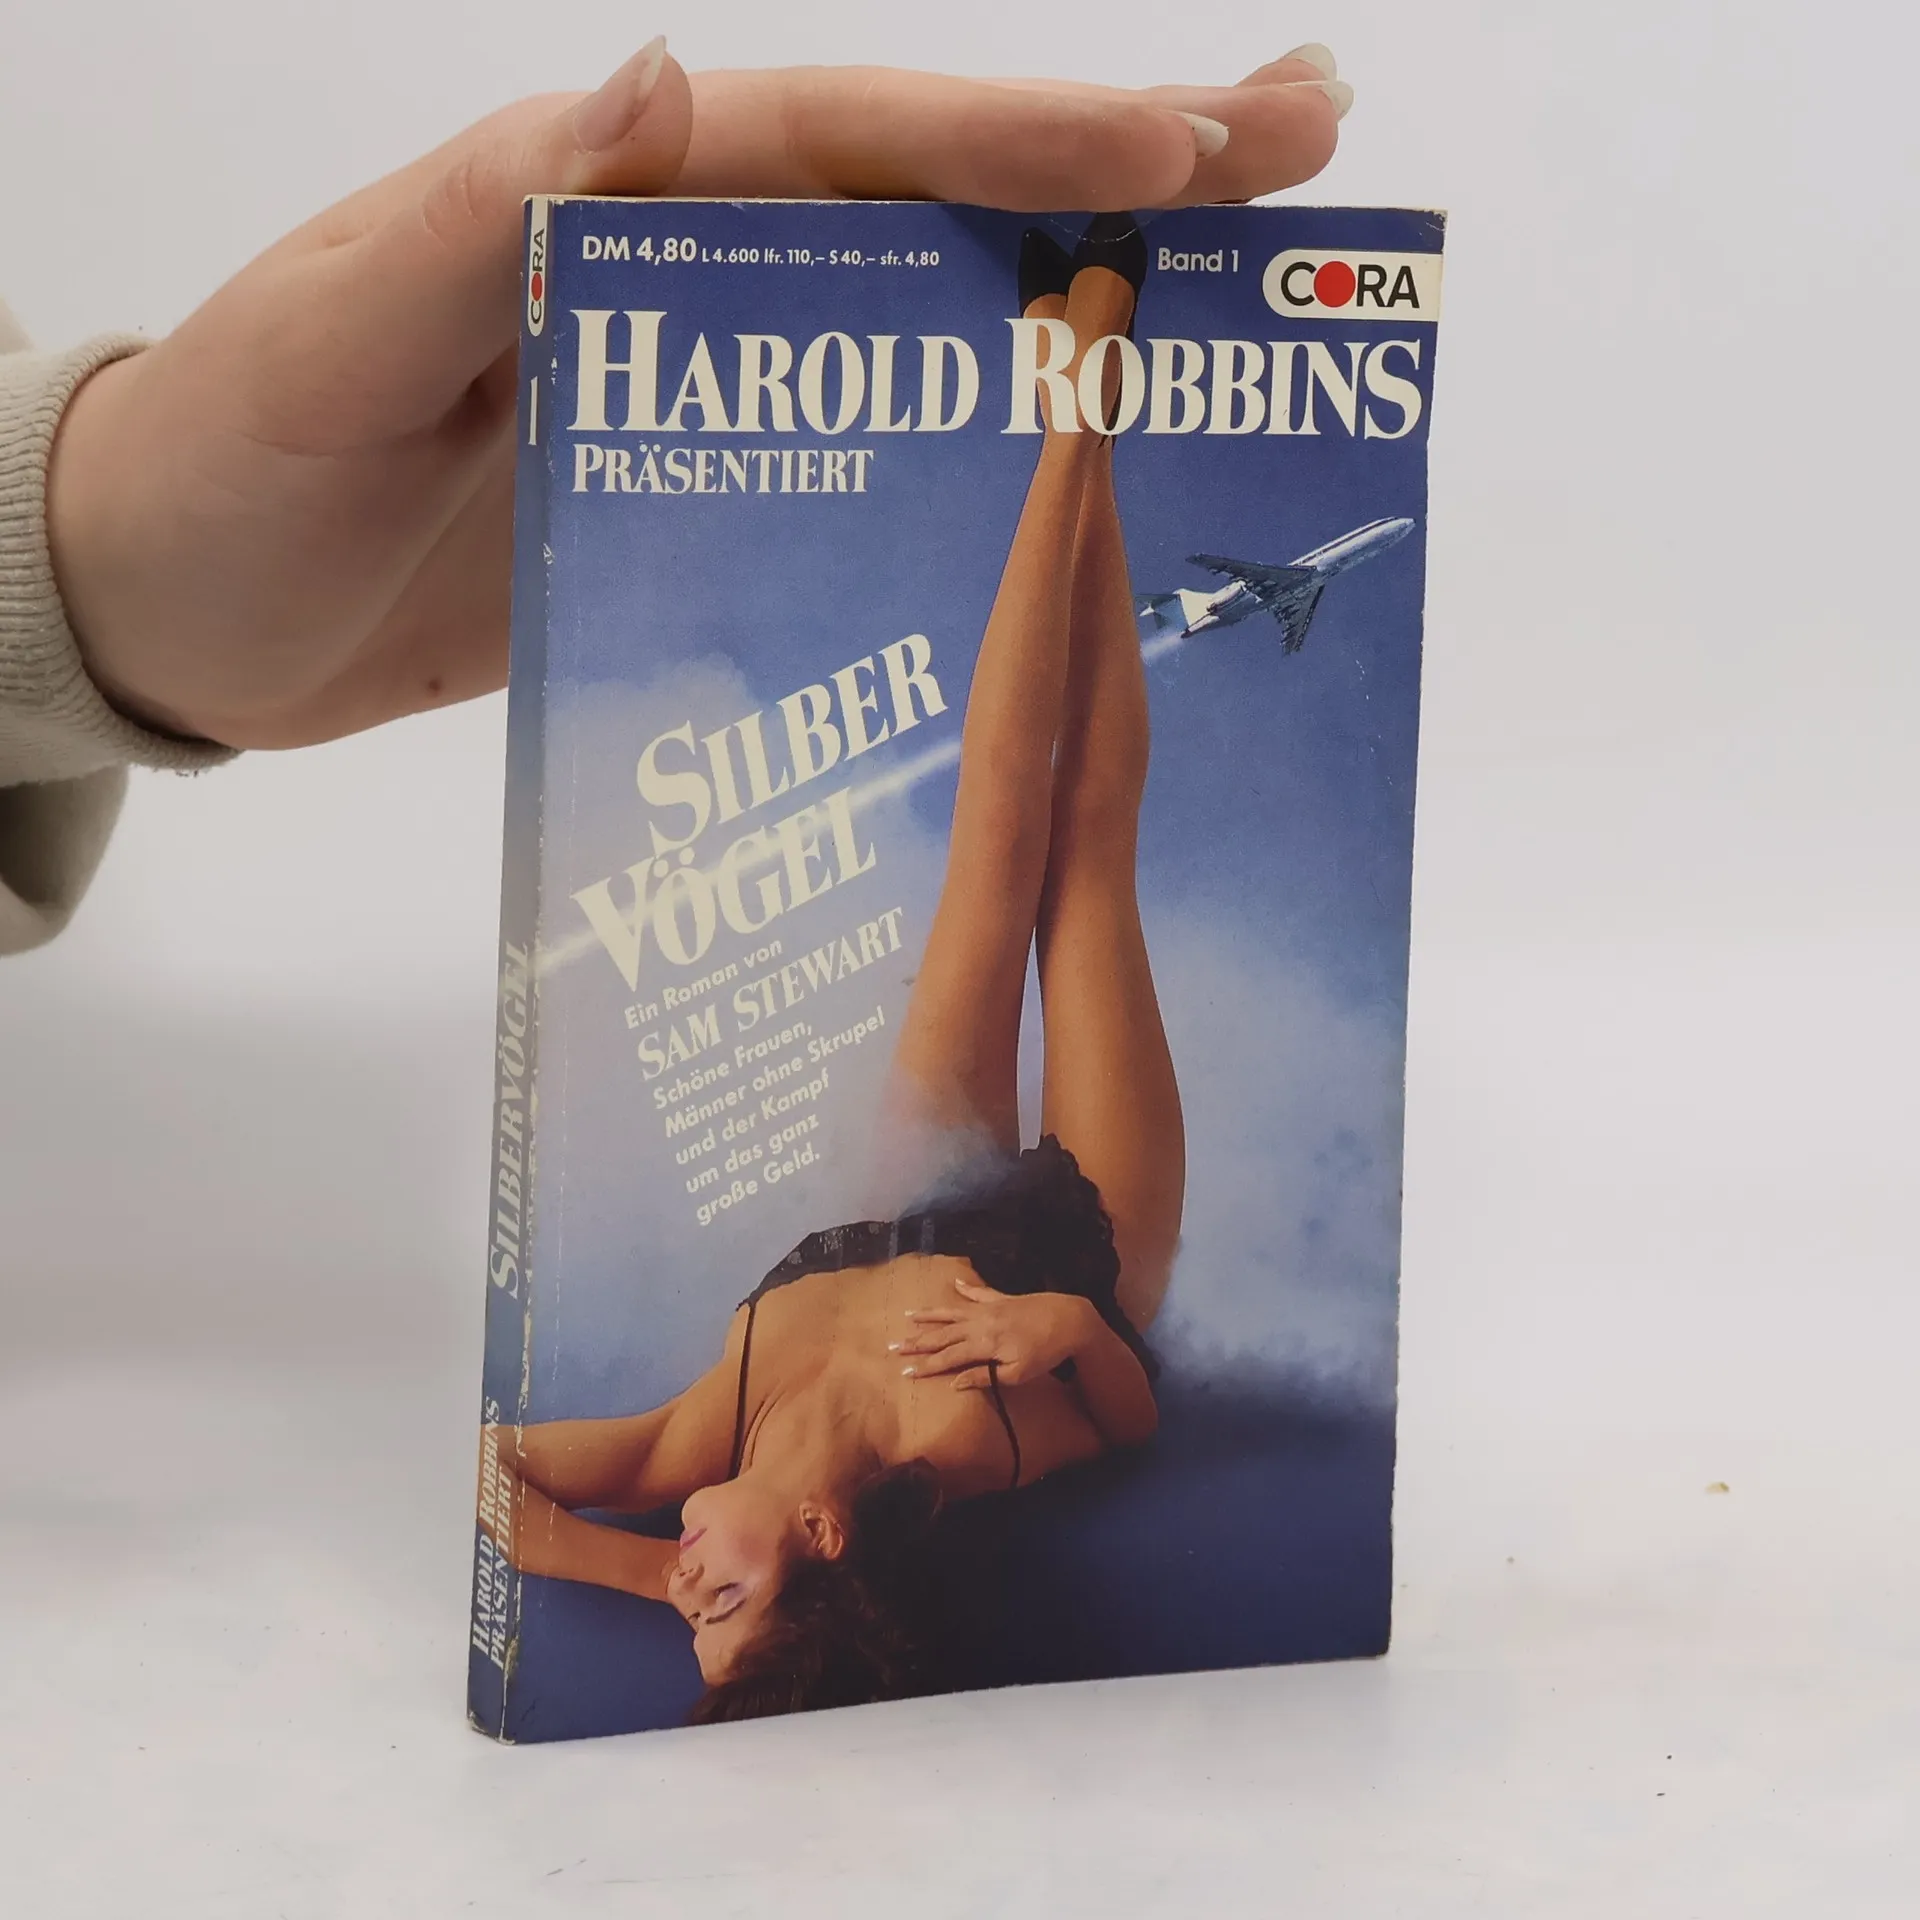 DM 4,80 L 4.600 lfr. 110,– S 40,– sfr. 4,80
Band 1
CORA
HAROLD ROBBINS
PRÄSENTIERT
SILBER
VÖGEL
Ein Roman von
SAM STEWART
Schöne Frauen,
Männer ohne Skrupel
und der Kampf
um das ganz
große Geld.
CORA
1
SILBERVÖGEL
HAROLD ROBBINS
PRÄSENTIERT